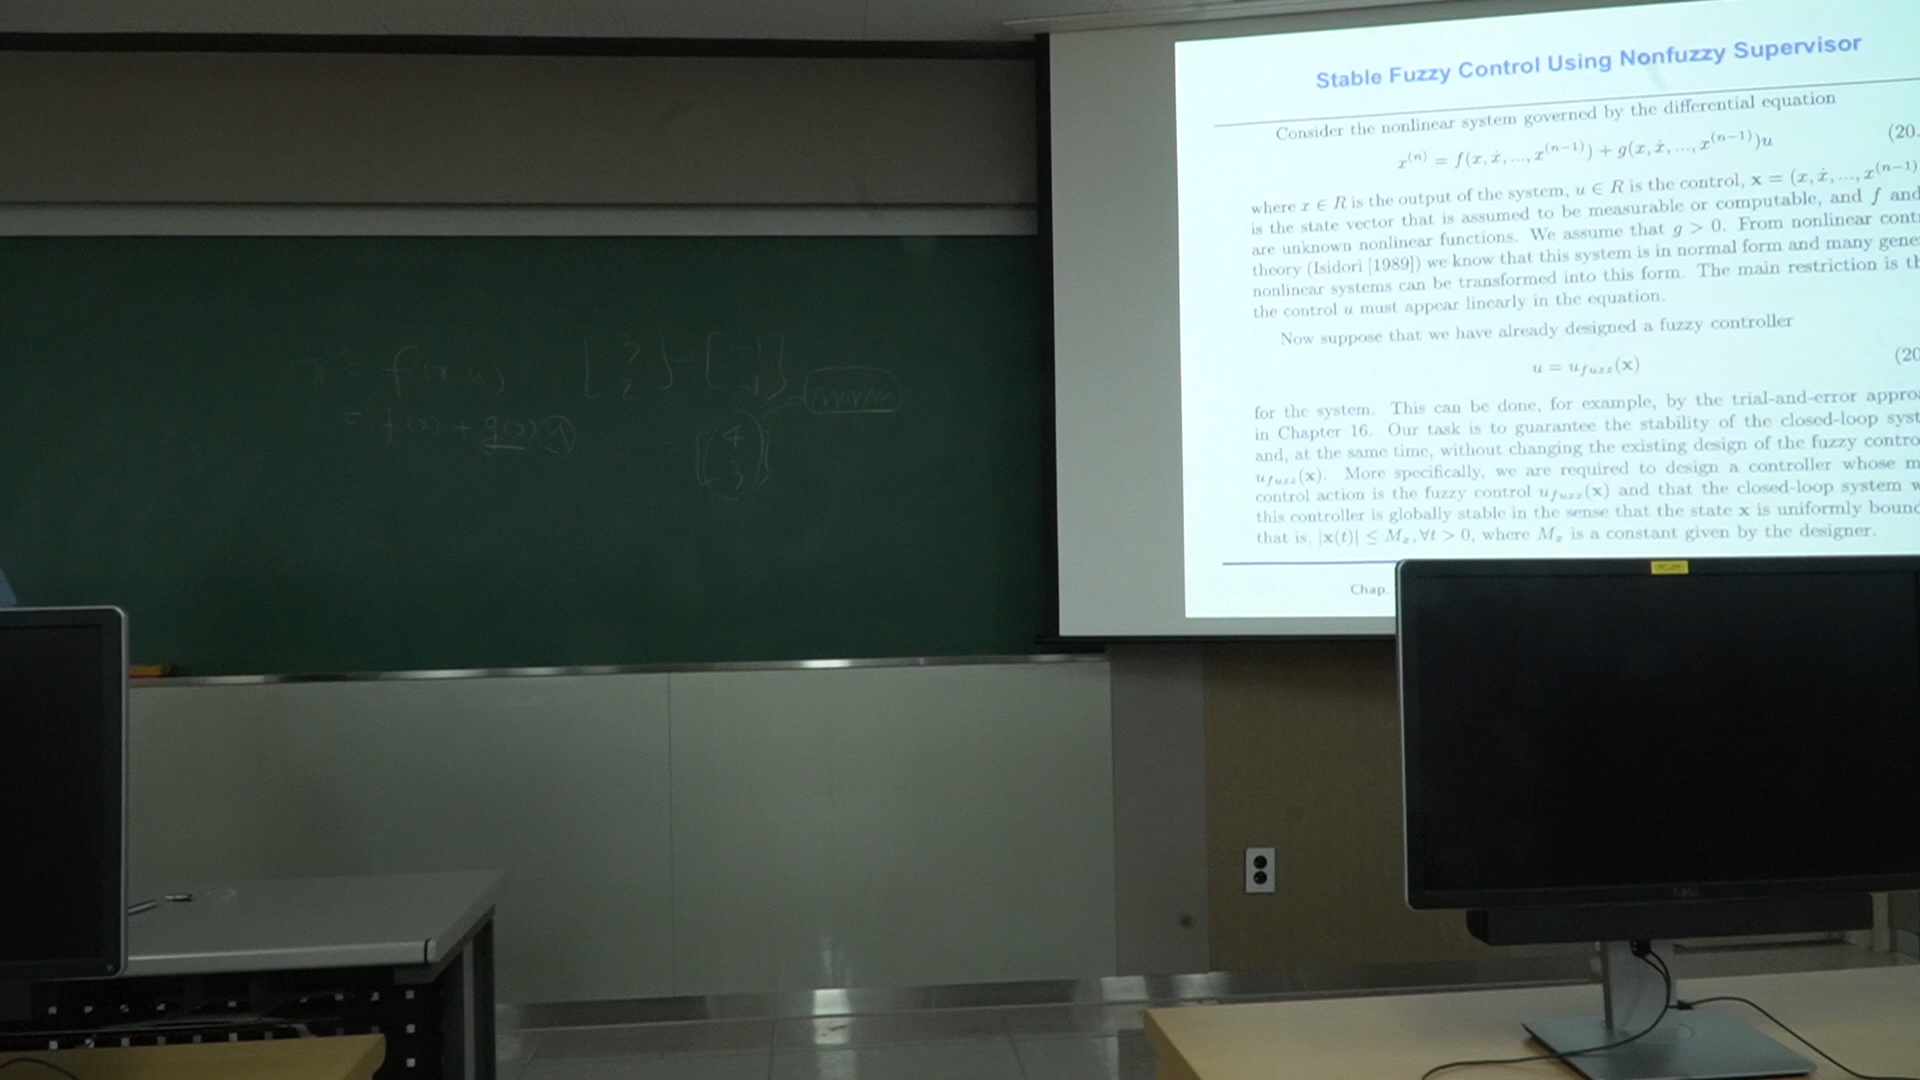 ẋ = f(x,u)
= f(x) + g(x)u
norm
4
3
Stable Fuzzy Control Using Nonfuzzy Supervisor
Consider the nonlinear system governed by the differential equation
x^(n) = f(x, ẋ, ..., x^(n−1)) + g(x, ẋ, ..., x^(n−1))u (20.
where x ∈ R is the output of the system, u ∈ R is the control, x = (x, ẋ, ..., x^(n−1)
is the state vector that is assumed to be measurable or computable, and f and
are unknown nonlinear functions. We assume that g > 0. From nonlinear cont
theory (Isidori [1989]) we know that this system is in normal form and many gene
nonlinear systems can be transformed into this form. The main restriction is th
the control u must appear linearly in the equation.
Now suppose that we have already designed a fuzzy controller
u = u_fuzz(x) (20
for the system. This can be done, for example, by the trial-and-error appro
in Chapter 16. Our task is to guarantee the stability of the closed-loop syst
and, at the same time, without changing the existing design of the fuzzy contro
u_fuzz(x). More specifically, we are required to design a controller whose m
control action is the fuzzy control u_fuzz(x) and that the closed-loop system w
this controller is globally stable in the sense that the state x is uniformly bounc
that is, |x(t)| ≤ M_x, ∀t > 0, where M_x is a constant given by the designer.
Chap.
DELL